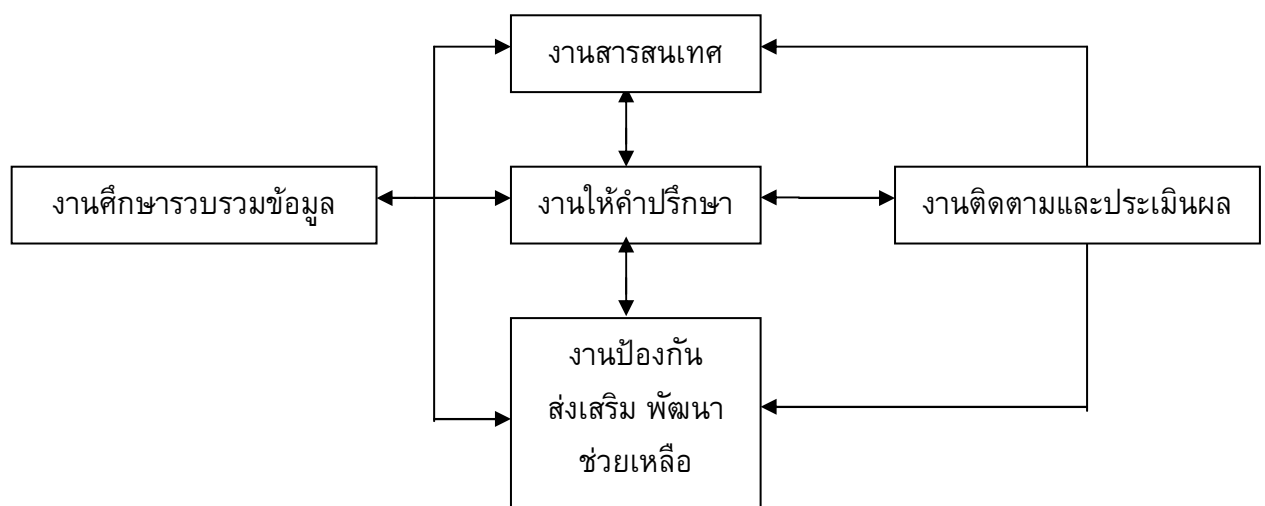 งานสารสนเทศ
งานศึกษารวบรวมข้อมูล
งานให้คำปรึกษา
งานติดตามและประเมินผล
งานป้องกัน
ส่งเสริม พัฒนา
ช่วยเหลือ